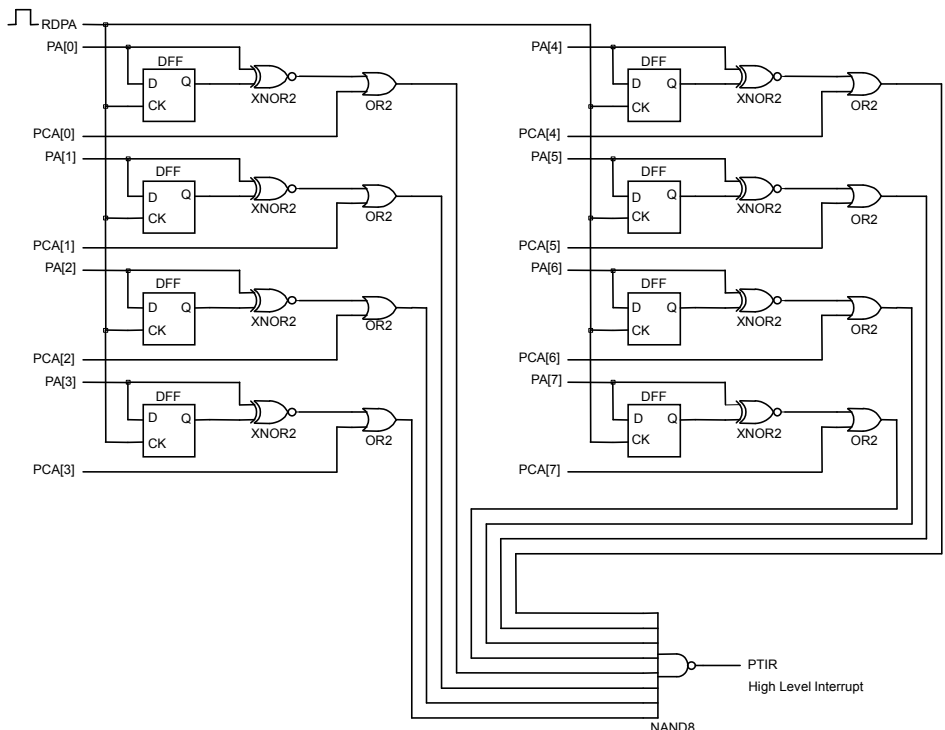 RDPA
PA[0]
DFF
D Q
CK
XNOR2
OR2
PCA[0]
PA[1]
DFF
D Q
CK
XNOR2
OR2
PCA[1]
PA[2]
DFF
D Q
CK
XNOR2
OR2
PCA[2]
PA[3]
DFF
D Q
CK
XNOR2
OR2
PCA[3]
PA[4]
DFF
D Q
CK
XNOR2
OR2
PCA[4]
PA[5]
DFF
D Q
CK
XNOR2
OR2
PCA[5]
PA[6]
DFF
D Q
CK
XNOR2
OR2
PCA[6]
PA[7]
DFF
D Q
CK
XNOR2
OR2
PCA[7]
PTIR
High Level Interrupt
NAND8